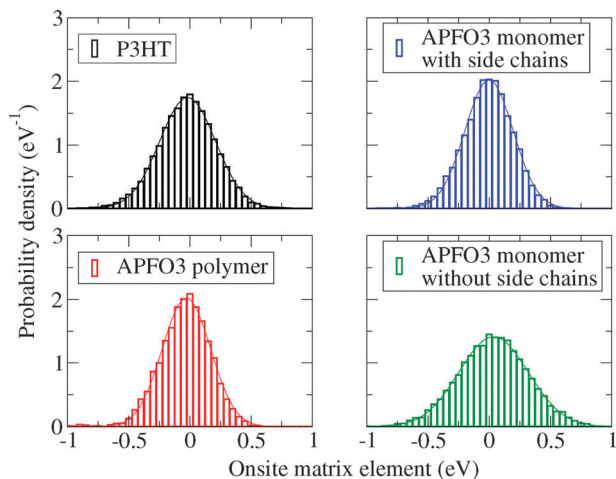 3
P3HT
APFO3 monomer
with side chains
2
1
0
Probability density (eV-1)
3
APFO3 polymer
APFO3 monomer
without side chains
2
1
0
-1 -0.5 0 0.5 1 -1 -0.5 0 0.5 1
Onsite matrix element (eV)